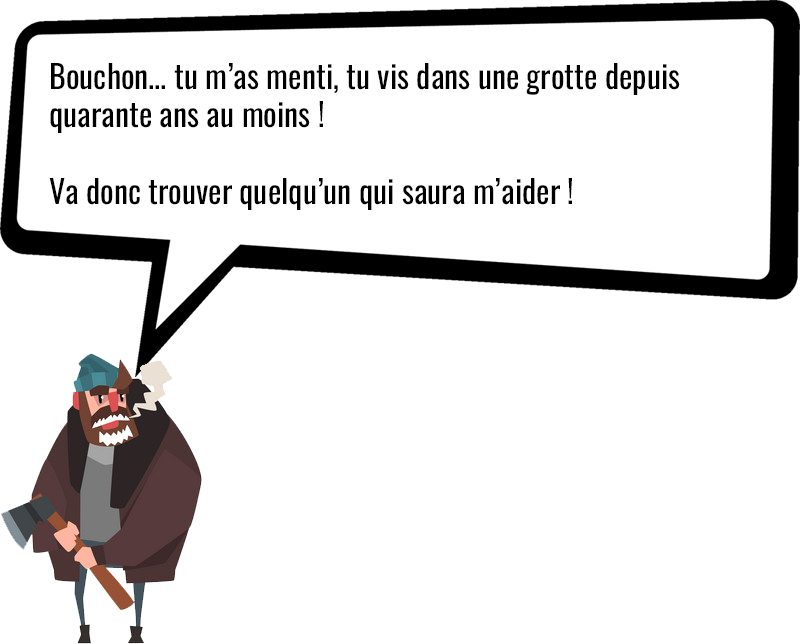 Bouchon... tu m’as menti, tu vis dans une grotte depuis
quarante ans au moins !
Va donc trouver quelqu’un qui saura m’aider !